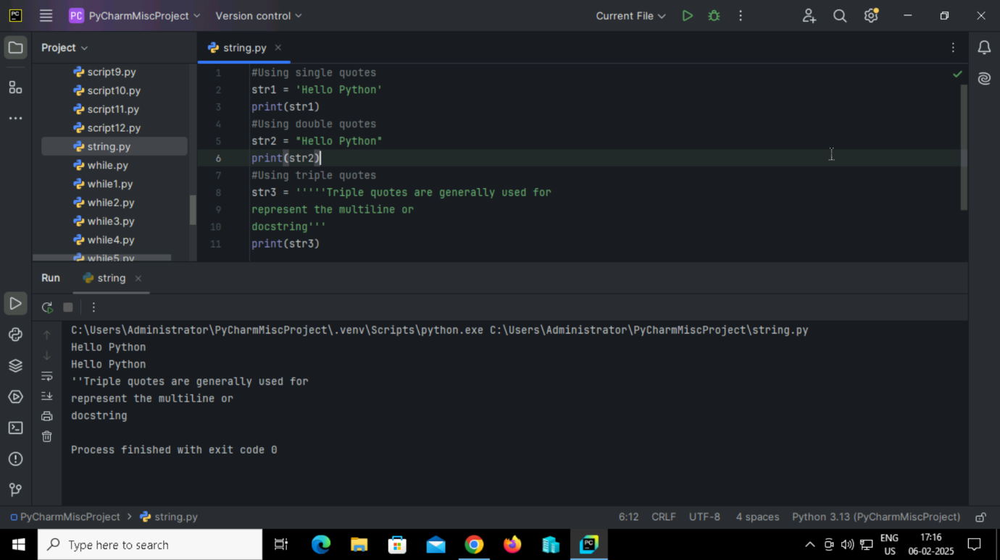 PC
PC PyCharmMiscProject
Version control
Current File
Project
script9.py
script10.py
script11.py
script12.py
string.py
while.py
while1.py
while2.py
while3.py
while4.py
while5.py
string.py
1 #Using single quotes
2 str1 = 'Hello Python'
3 print(str1)
4 #Using double quotes
5 str2 = "Hello Python"
6 print(str2)
7 #Using triple quotes
8 str3 = '''''Triple quotes are generally used for
9 represent the multiline or
10 docstring'''
11 print(str3)
Run string
C:\Users\Administrator\PyCharmMiscProject\.venv\Scripts\python.exe C:\Users\Administrator\PyCharmMiscProject\string.py
Hello Python
Hello Python
''Triple quotes are generally used for
represent the multiline or
docstring
Process finished with exit code 0
PyCharmMiscProject > string.py
6:12 CRLF UTF-8 4 spaces Python 3.13 (PyCharmMiscProject)
Type here to search
PC
ENG
US
17:16
06-02-2025